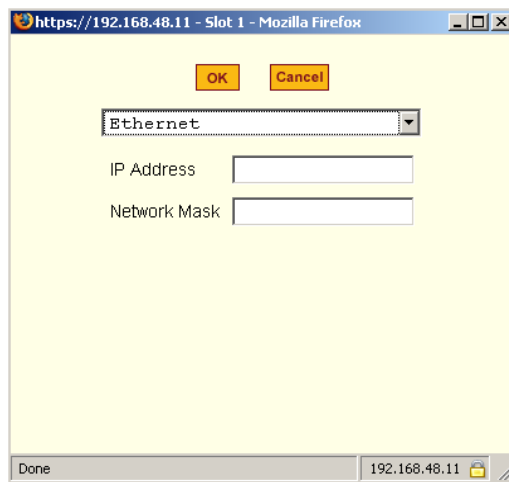 https://192.168.48.11 - Slot 1 - Mozilla Firefox
OK Cancel
Ethernet
IP Address
Network Mask
Done 192.168.48.11